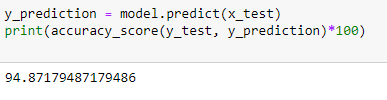 y_prediction = model.predict(x_test)
print(accuracy_score(y_test, y_prediction)*100)
94.87179487179486